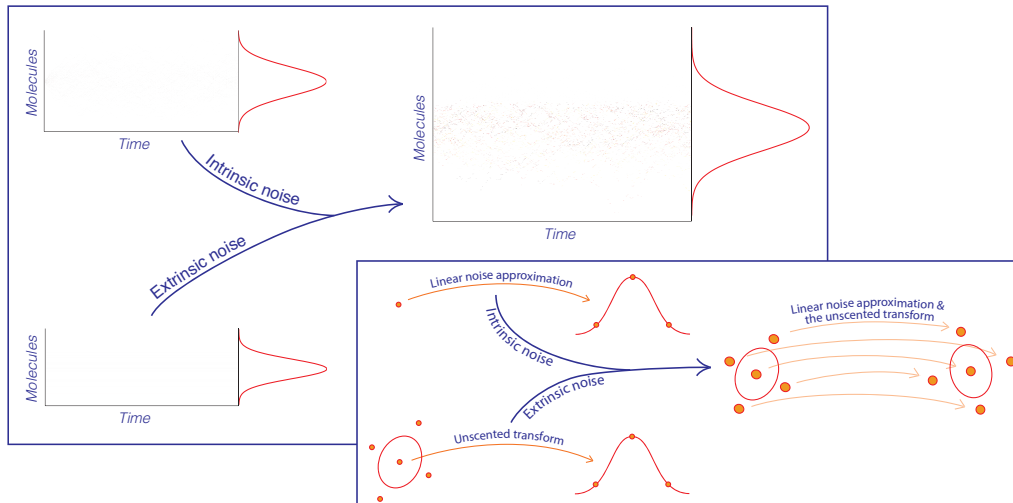 Molecules
Time
Intrinsic noise
Extrinsic noise
Molecules
Time
Molecules
Time
Linear noise approximation
Intrinsic noise
Extrinsic noise
Unscented transform
Linear noise approximation &
the unscented transform